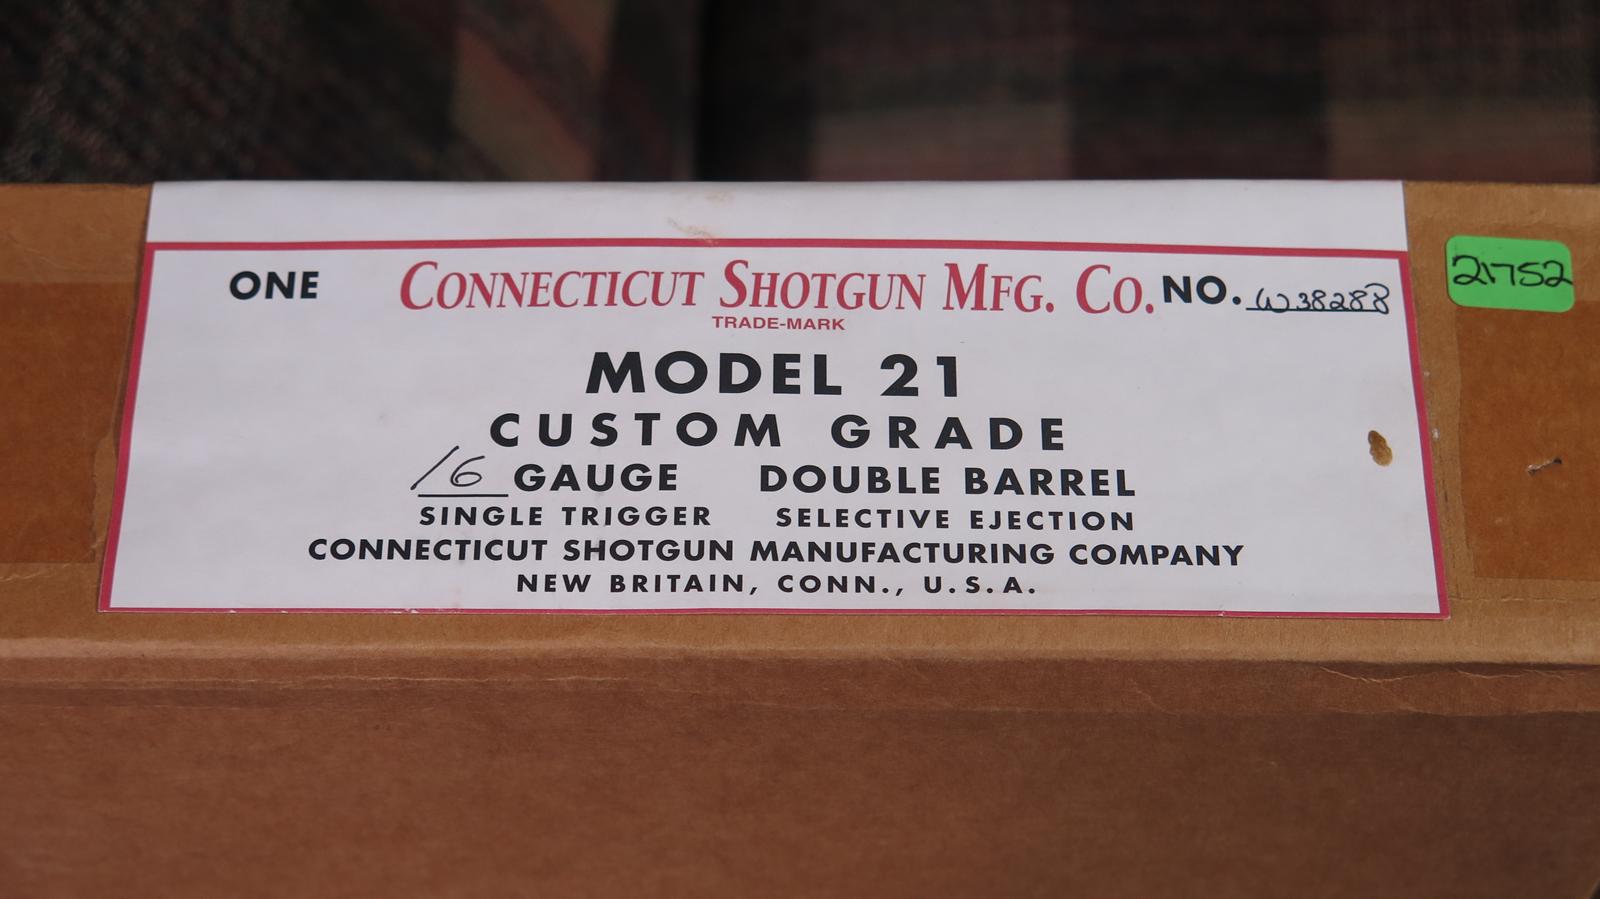 ONE CONNECTICUT SHOTGUN MFG. CO. NO. W38288
TRADE-MARK
21752
MODEL 21
CUSTOM GRADE
16 GAUGE DOUBLE BARREL
SINGLE TRIGGER SELECTIVE EJECTION
CONNECTICUT SHOTGUN MANUFACTURING COMPANY
NEW BRITAIN, CONN., U.S.A.